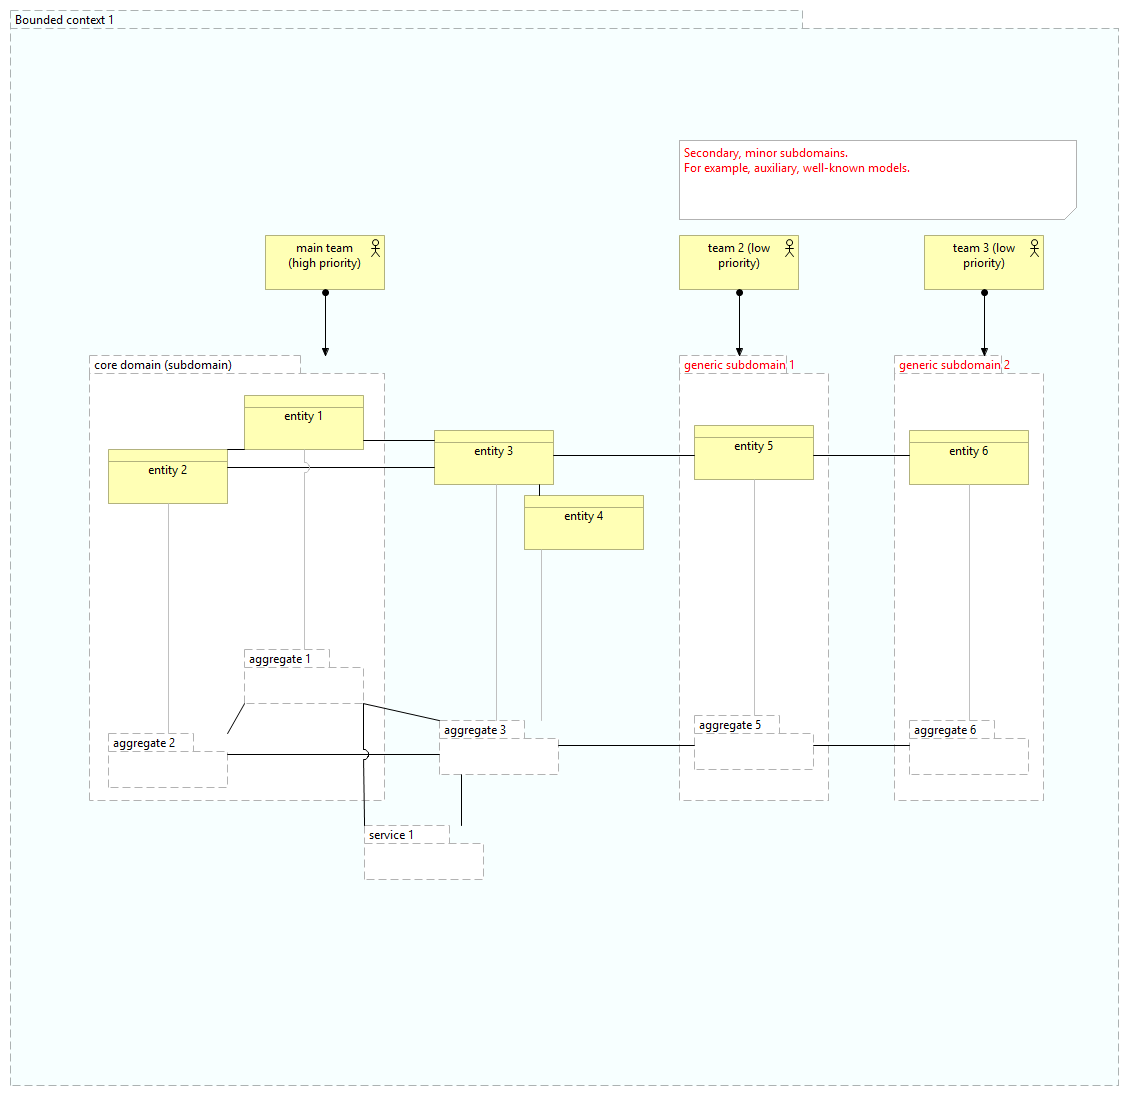 Bounded context 1
Secondary, minor subdomains.
For example, auxiliary, well-known models.
main team
(high priority)
team 2 (low
priority)
team 3 (low
priority)
core domain (subdomain)
generic subdomain 1
generic subdomain 2
entity 1
entity 2
entity 3
entity 4
entity 5
entity 6
aggregate 1
aggregate 2
aggregate 3
aggregate 5
aggregate 6
service 1